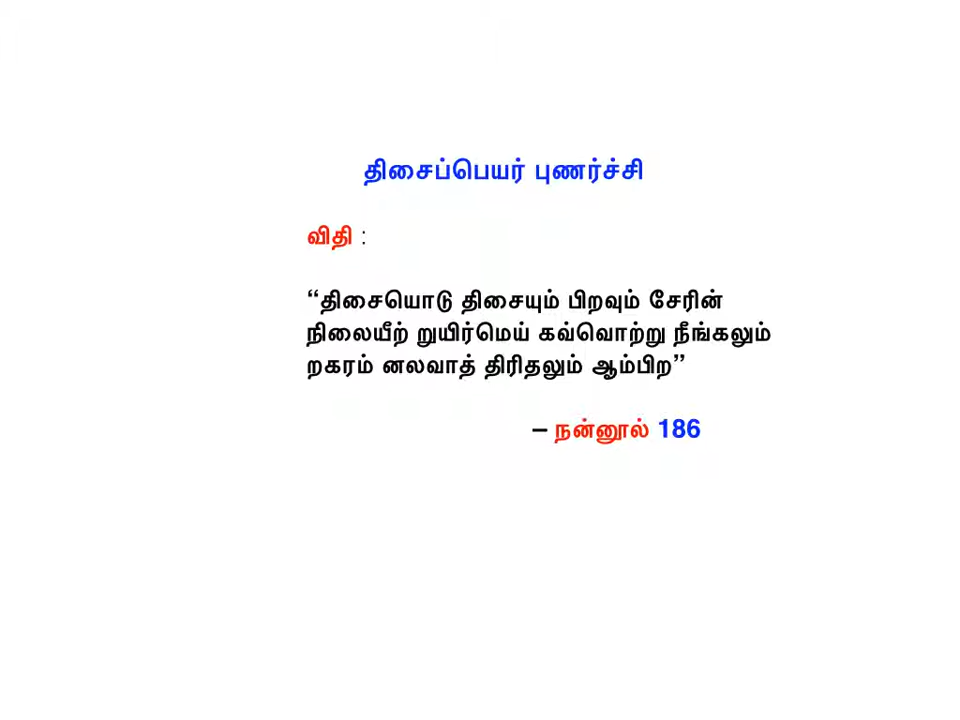 திசைப்பெயர் புணர்ச்சி
விதி :
“திசையொடு திசையும் பிறவும் சேரின்
நிலையீற் றுயிர்மெய் கவ்வொற்று நீங்கலும்
றகரம் னலவாத் திரிதலும் ஆம்பிற”
– நன்னூல் 186